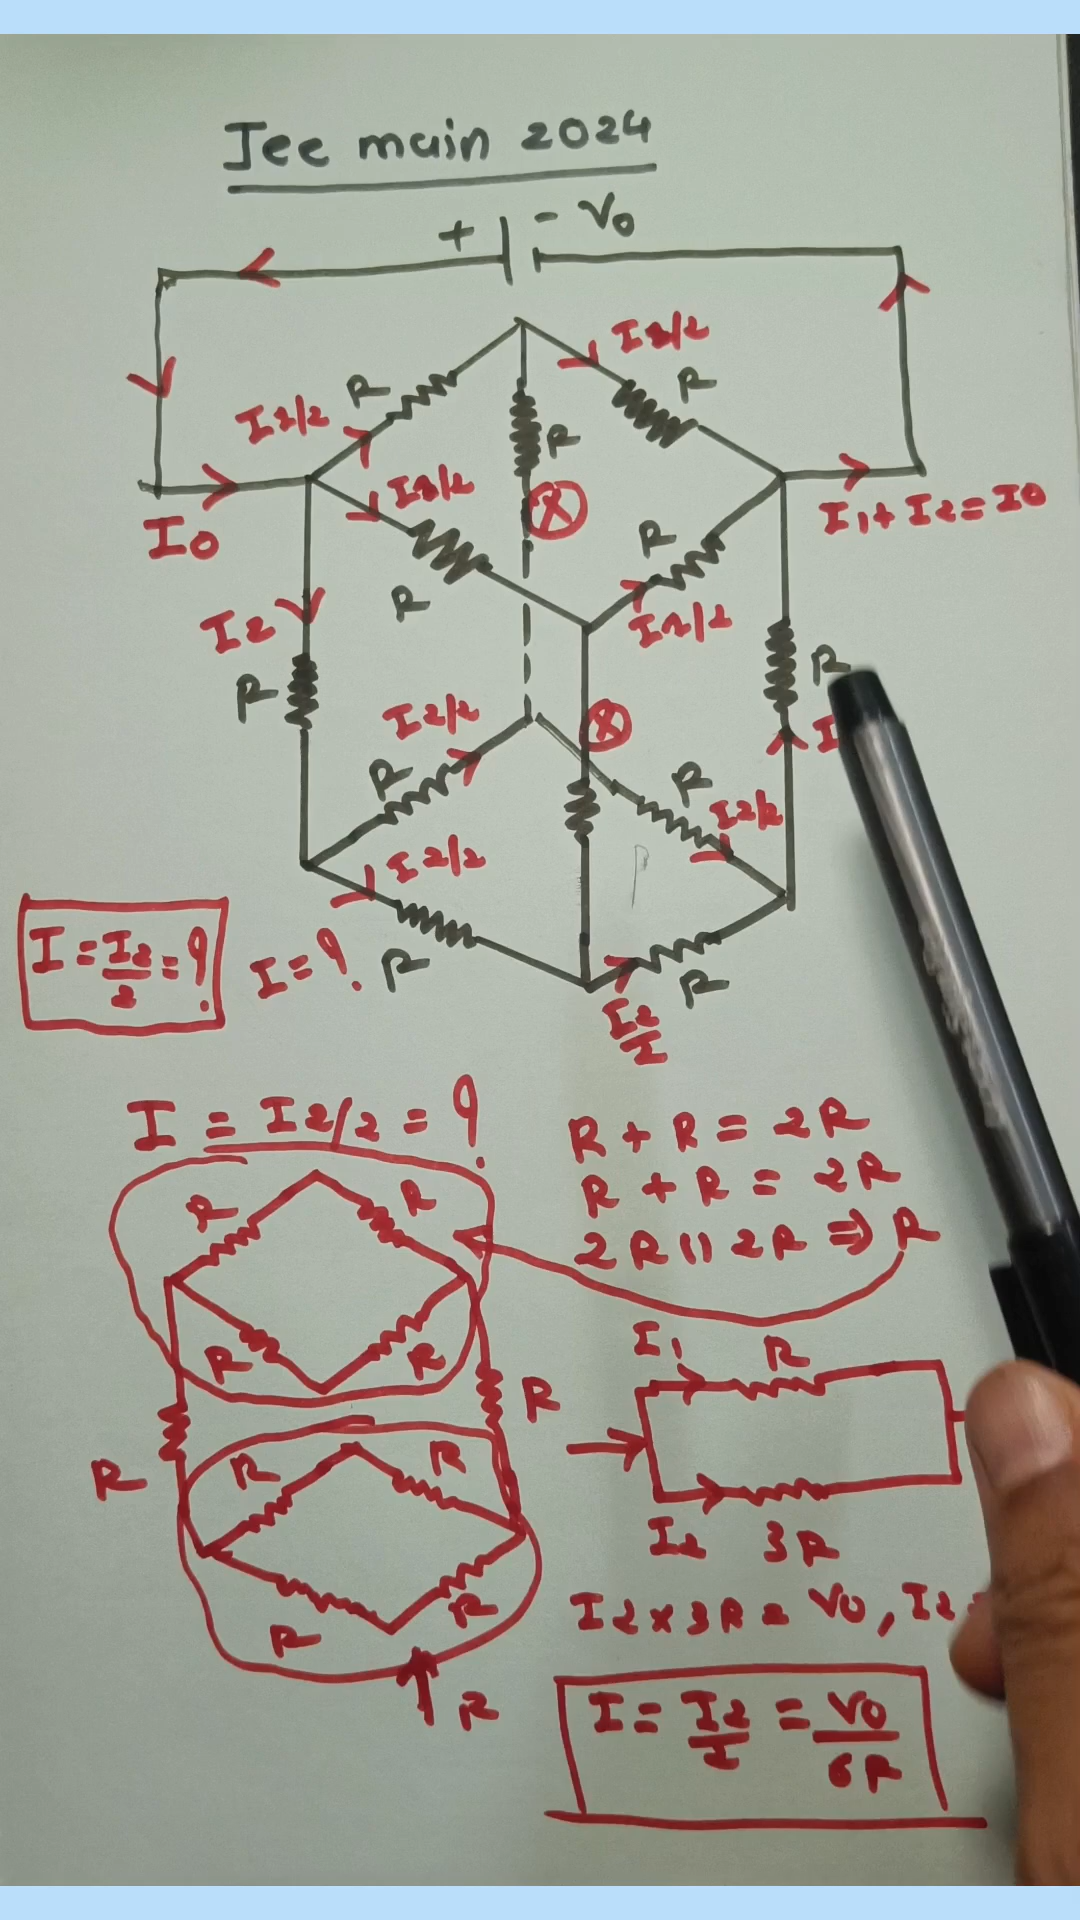 Jee main 2024
+ - V0
I1/2
R
R
I1/2
R
I1/2
R
I0
R
I1/2
I1 + I2 = I0
I2
R
R
I2/2
R
R
I2/2
I2/2
R
R
I2/2
I = I2/2 = ?
I = ?
I = I2/2 = ?
R + R = 2R
R + R = 2R
2R || 2R ⇒ R
R R
R R
R
R
R R
R R
R
I1 R
I2 3R
I2 x 3R = V0, I2 =
I = I2/2 = V0/6R